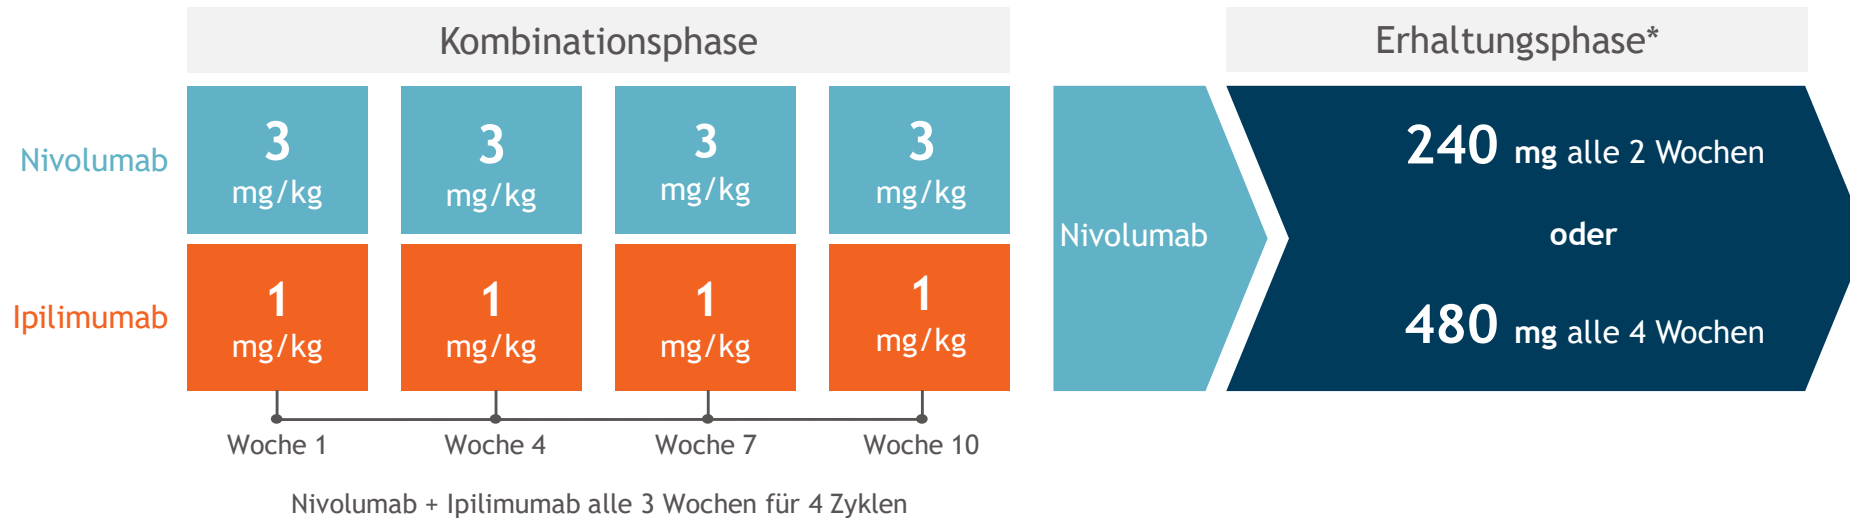 Kombinationsphase
Erhaltungsphase*
Nivolumab
3
mg/kg
3
mg/kg
3
mg/kg
3
mg/kg
Ipilimumab
1
mg/kg
1
mg/kg
1
mg/kg
1
mg/kg
Woche 1
Woche 4
Woche 7
Woche 10
Nivolumab + Ipilimumab alle 3 Wochen für 4 Zyklen
Nivolumab
240 mg alle 2 Wochen
oder
480 mg alle 4 Wochen